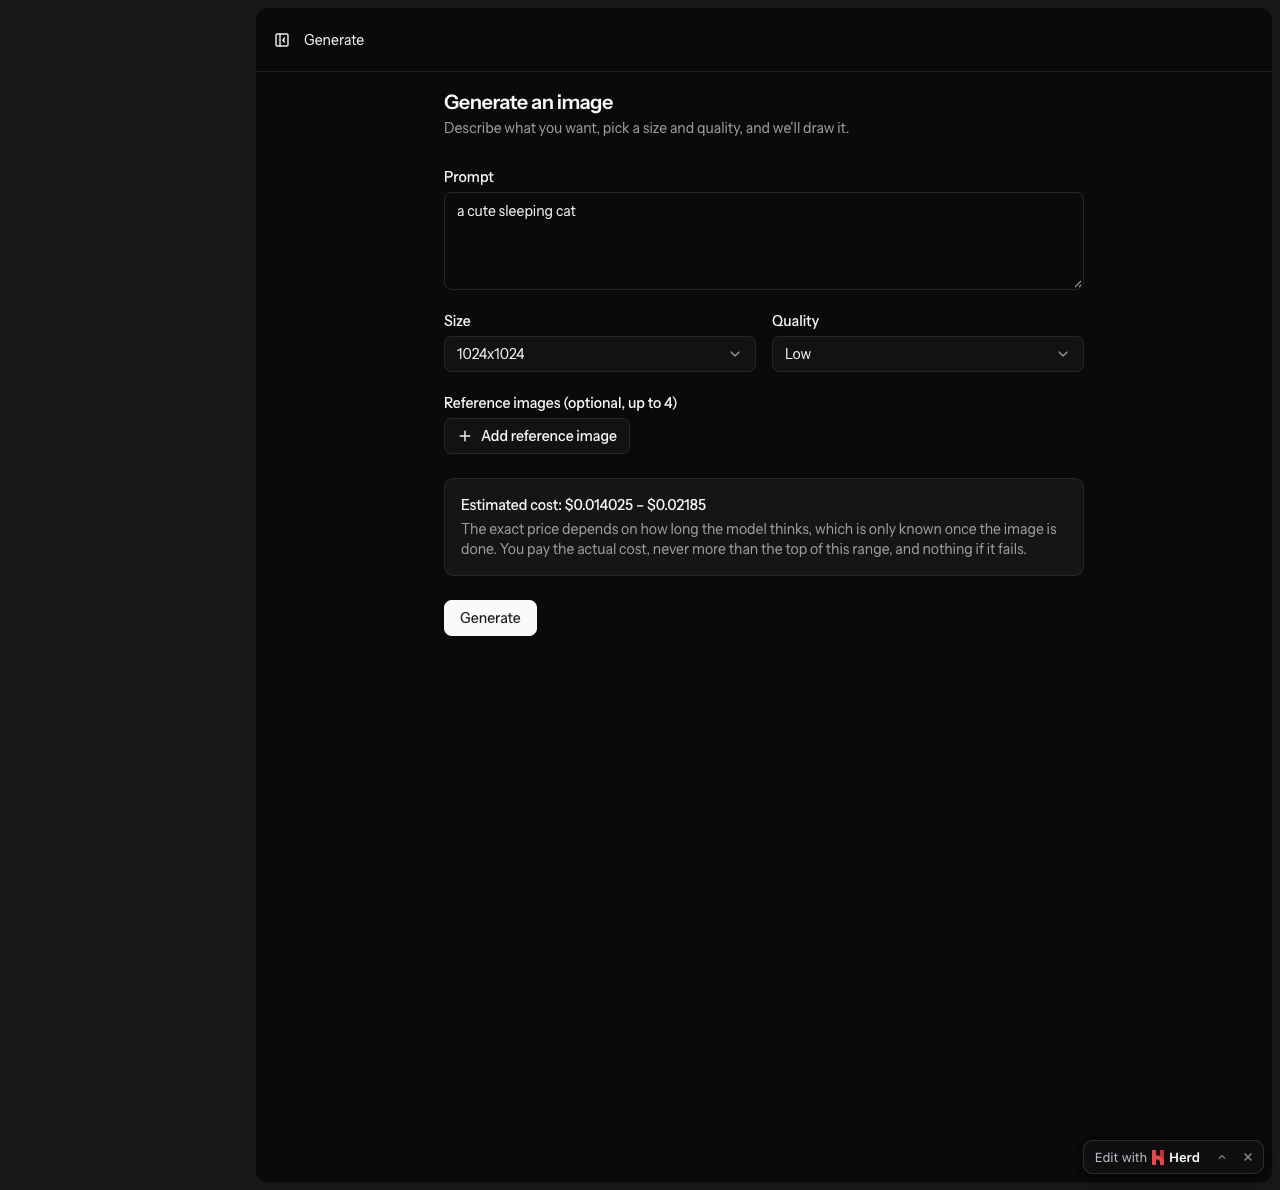 Generate
Generate an image
Describe what you want, pick a size and quality, and we'll draw it.
Prompt
a cute sleeping cat
Size
Quality
1024x1024
Low
Reference images (optional, up to 4)
Add reference image
Estimated cost: $0.014025 – $0.02185
The exact price depends on how long the model thinks, which is only known once the image is
done. You pay the actual cost, never more than the top of this range, and nothing if it fails.
Generate
Edit with Herd